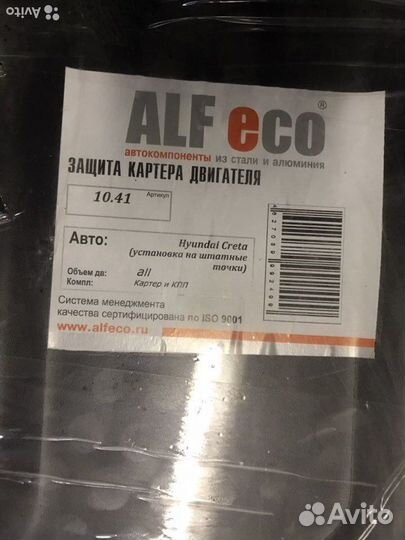 Avito
ALF eco®
автокомпоненты из стали и алюминия
ЗАЩИТА КАРТЕРА ДВИГАТЕЛЯ
10.41 Артикул
Авто: Hyundai Creta
(установка на штатные
точки)
Объем дв: all
Компл: Картер и КПП
Система менеджмента
качества сертифицирована по ISO 9001
www.alfeco.ru
Avito